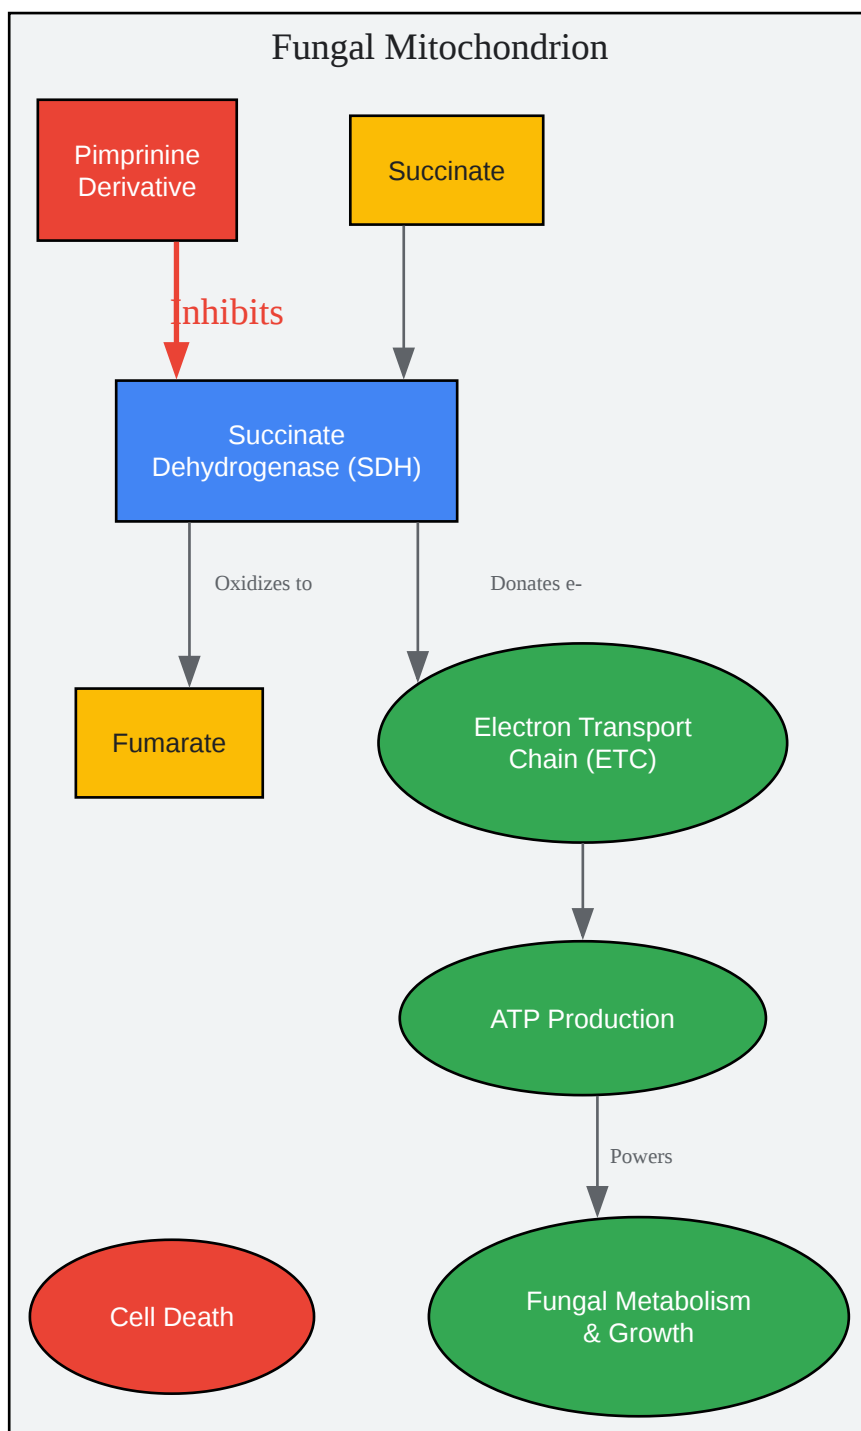 Fungal Mitochondrion
Pimprinine
Derivative
Succinate
Inhibits
Succinate
Dehydrogenase (SDH)
Oxidizes to
Donates e-
Fumarate
Electron Transport
Chain (ETC)
ATP Production
Powers
Cell Death
Fungal Metabolism
& Growth